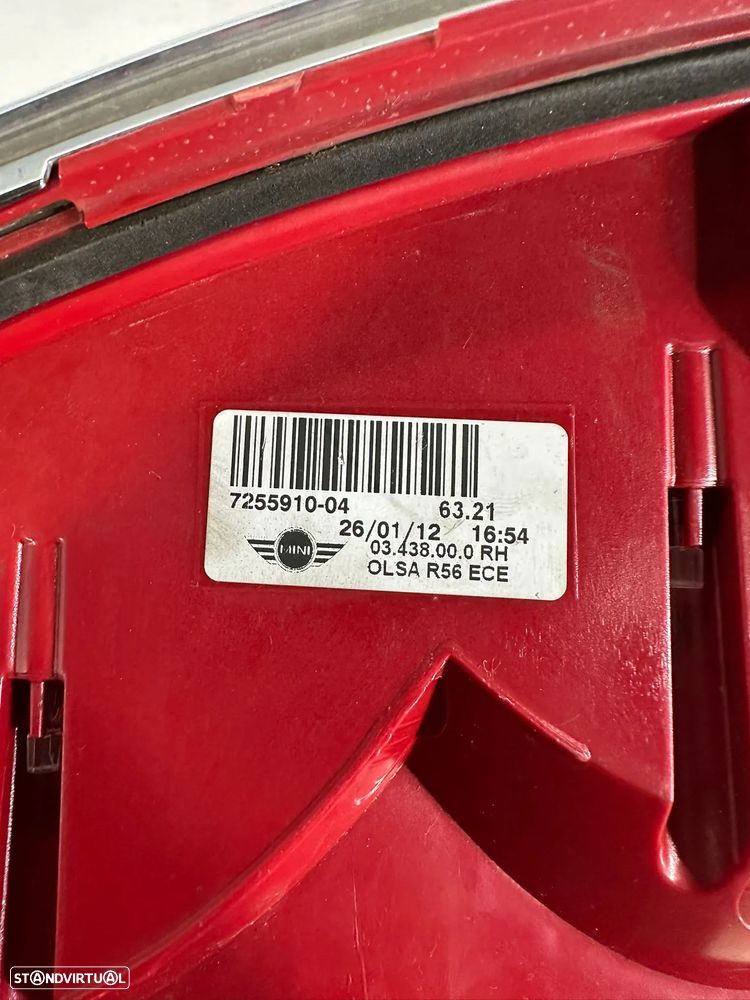 7255910-04 63.21
26/01/12 16:54
MINI 03.438.00.0 RH
OLSA R56 ECE
STANDVIRTUAL